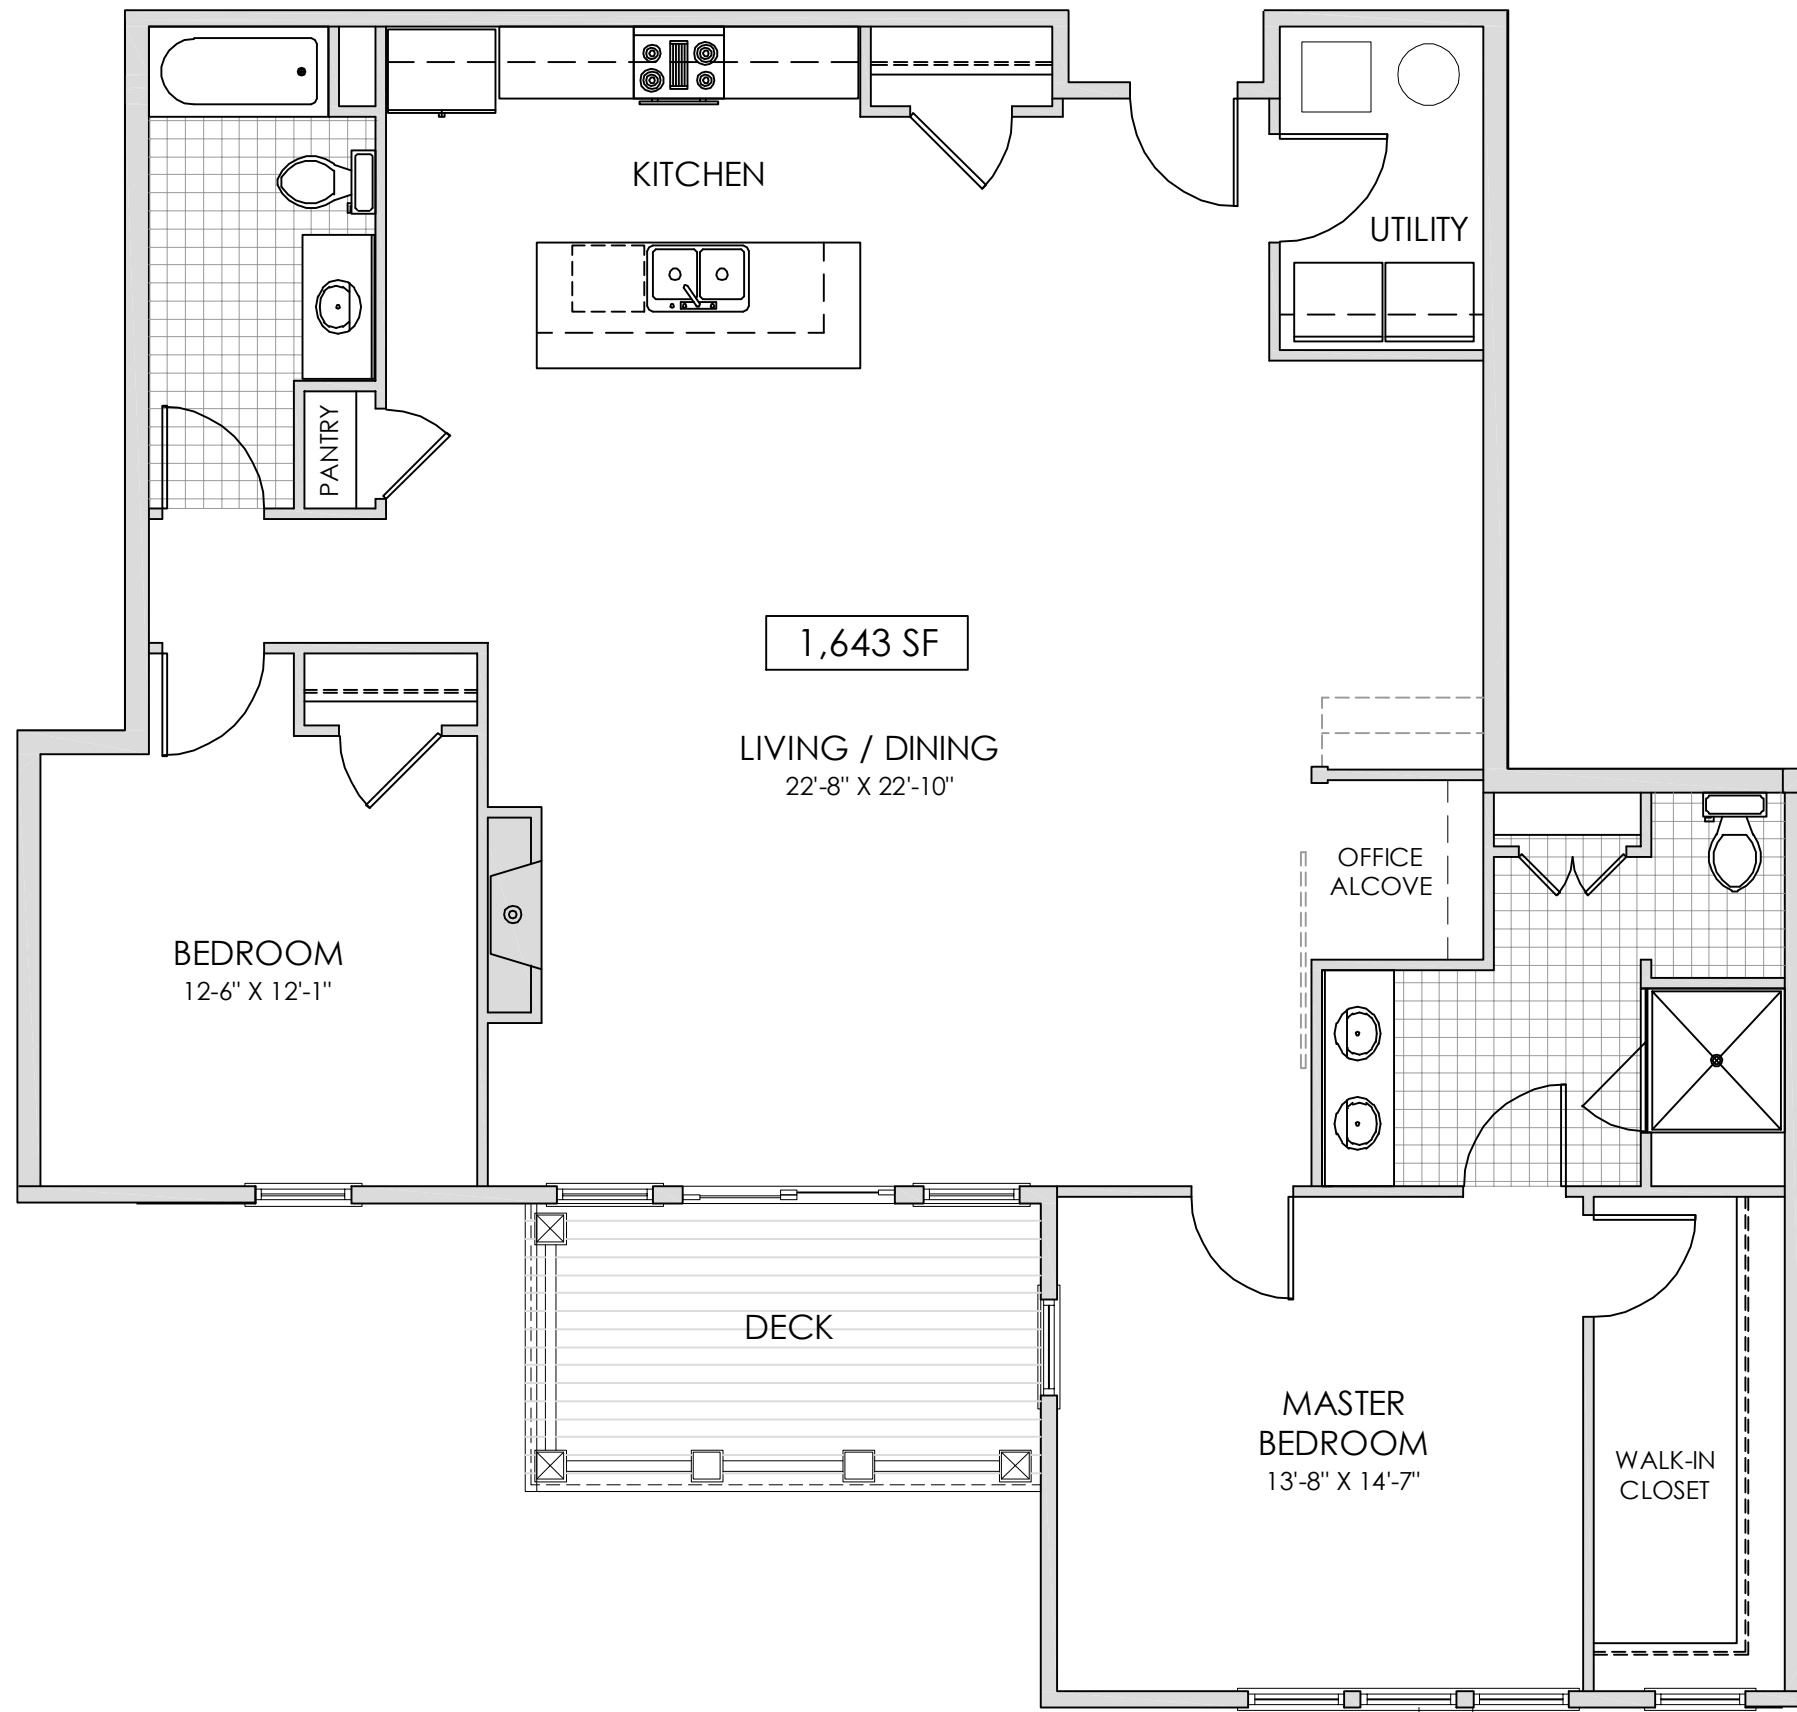 KITCHEN
UTILITY
PANTRY
1,643 SF
LIVING / DINING
22'-8" X 22'-10"
OFFICE
ALCOVE
BEDROOM
12-6" X 12'-1"
DECK
MASTER
BEDROOM
13'-8" X 14'-7"
WALK-IN
CLOSET